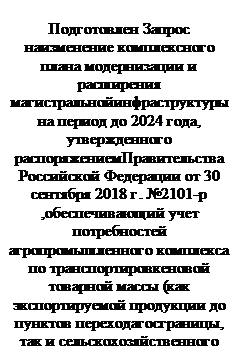 Подготовлен Запрос
наизменение комплексного
плана модернизации и
расширения
магистральнойинфраструктуры
на период до 2024 года,
утвержденного
распоряжениемПравительства
Российской Федерации от 30
сентября 2018 г. №2101-р
,обеспечивающий учет
потребностей
агропромышленного комплекса
по транспортировкеновой
товарной массы (как
экспортируемой продукции до
пунктов переходагосграницы,
так и сельскохозяйственного